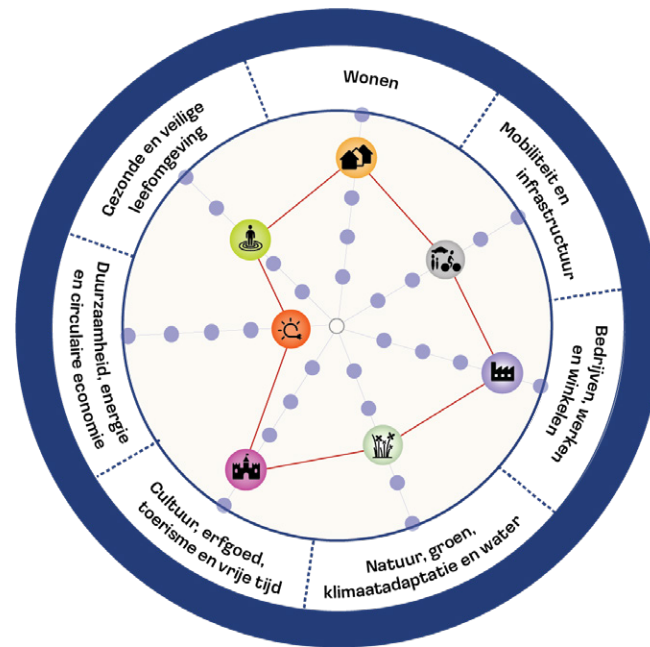 Wonen
Mobiliteit en
infrastructuur
Bedrijven, werken
en winkelen
Natuur, groen,
klimaatadaptatie en water
Cultuur, erfgoed,
toerisme en vrije tijd
Duurzaamheid, energie
en circulaire economie
Gezonde en veilige
leefomgeving